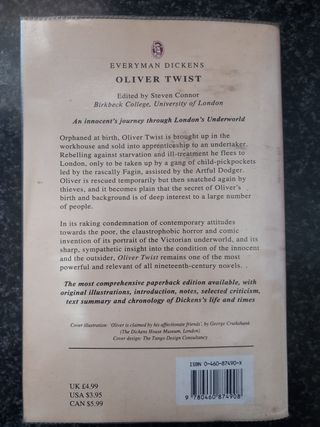 EVERYMAN DICKENS
OLIVER TWIST
Edited by Steven Connor
Birkbeck College, University of London
An innocent's journey through London's Underworld
Orphaned at birth, Oliver Twist is brought up in the
workhouse and sold into apprenticeship to an undertaker.
Rebelling against starvation and ill-treatment he flees to
London, only to be taken up by a gang of child-pickpockets
led by the rascally Fagin, assisted by the Artful Dodger.
Oliver is rescued temporarily but then snatched again by
thieves, and it becomes plain that the secret of Oliver's
birth and background is of deep interest to a large
number of people.
In its raking condemnation of contemporary attitudes
towards the poor, the claustrophobic horror and comic
invention of its portrait of the Victorian underworld, and its
sharp, sympathetic insight into the condition of the innocent
and the outsider, Oliver Twist remains one of the most
powerful and relevant of all nineteenth-century novels. .
The most comprehensive paperback edition available, with
original illustrations, introduction, notes, selected criticism,
text summary and chronology of Dickens's life and times
Cover illustration: 'Oliver is claimed by his affectionate friends', by George Cruikshank
(The Dickens House Museum, London)
Cover design: The Tango Design Consultancy
UK £4.99
USA $3.95
CAN $5.99
ISBN 0-460-87490-X
9 780460 874908